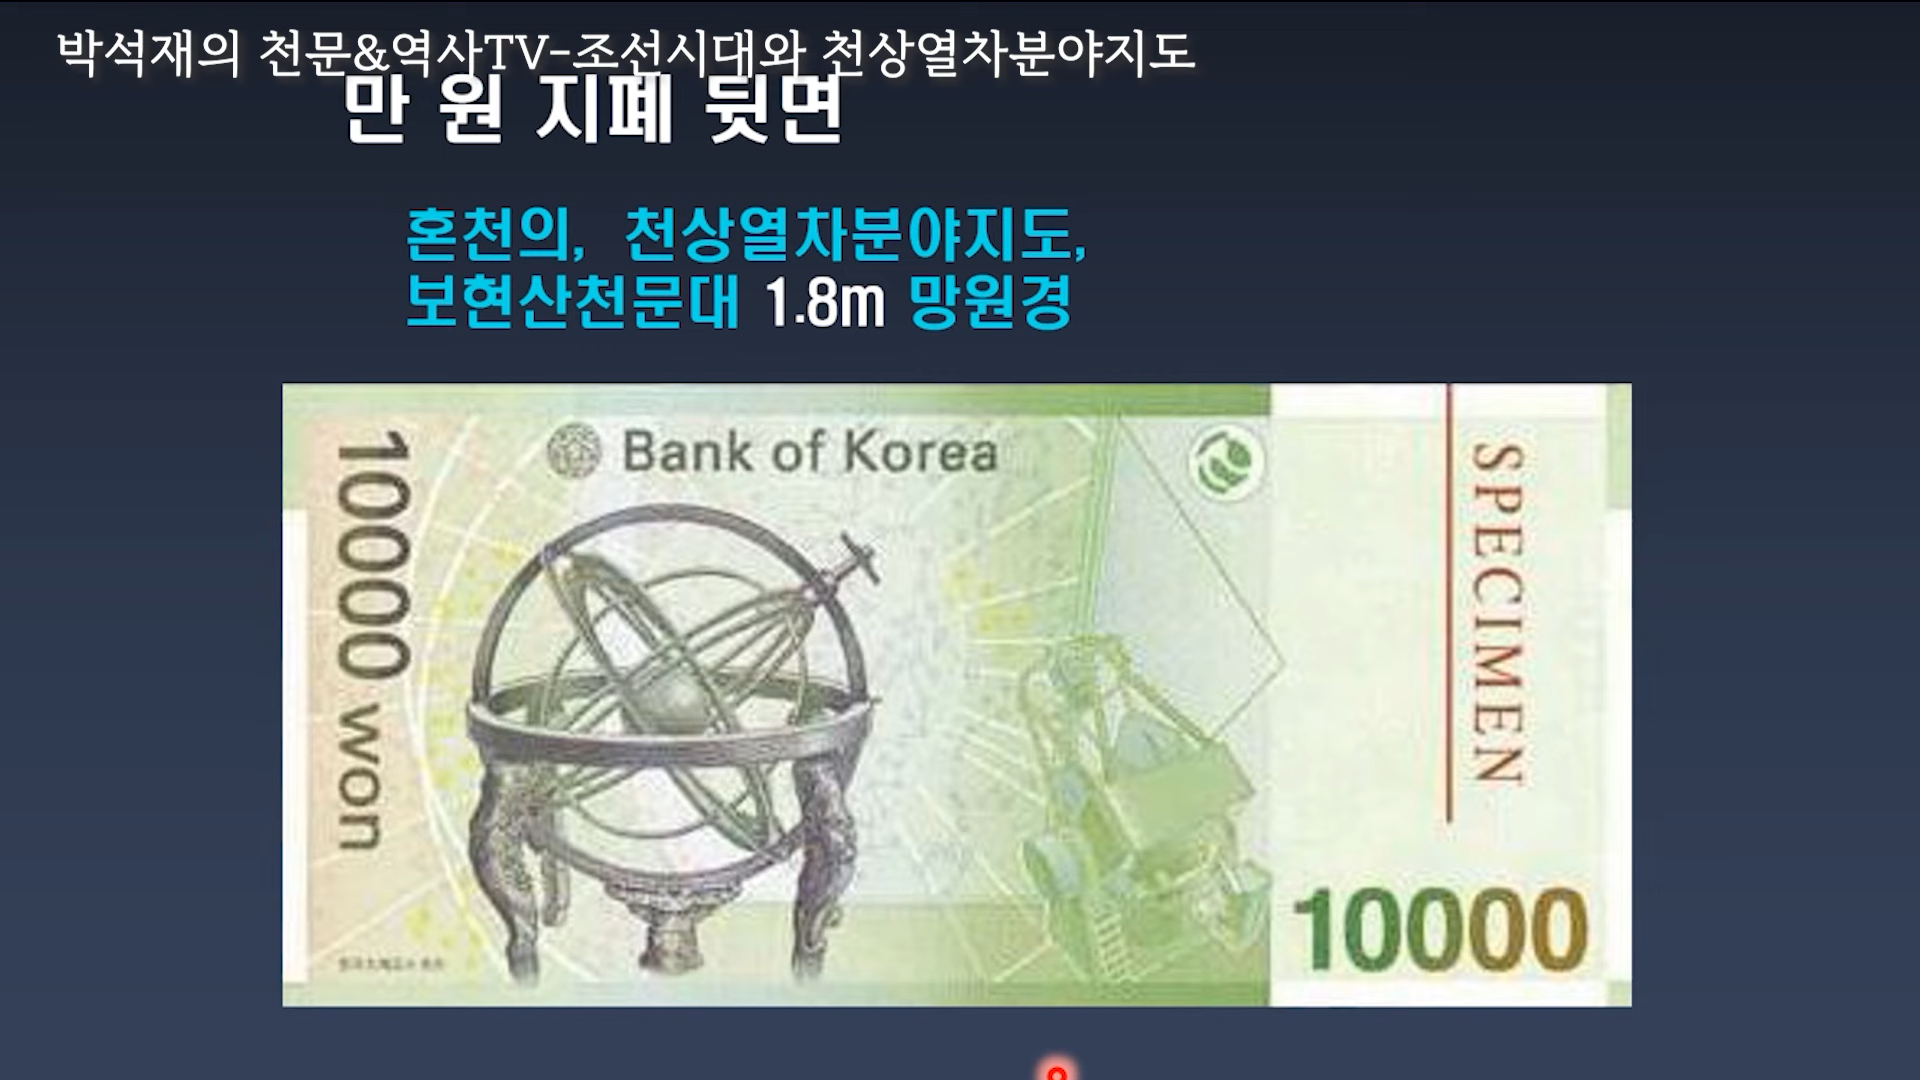 박석재의 천문&역사TV-조선시대와 천상열차분야지도
만 원 지폐 뒷면
혼천의, 천상열차분야지도,
보현산천문대 1.8m 망원경
Bank of Korea
10000 won
SPECIMEN
10000